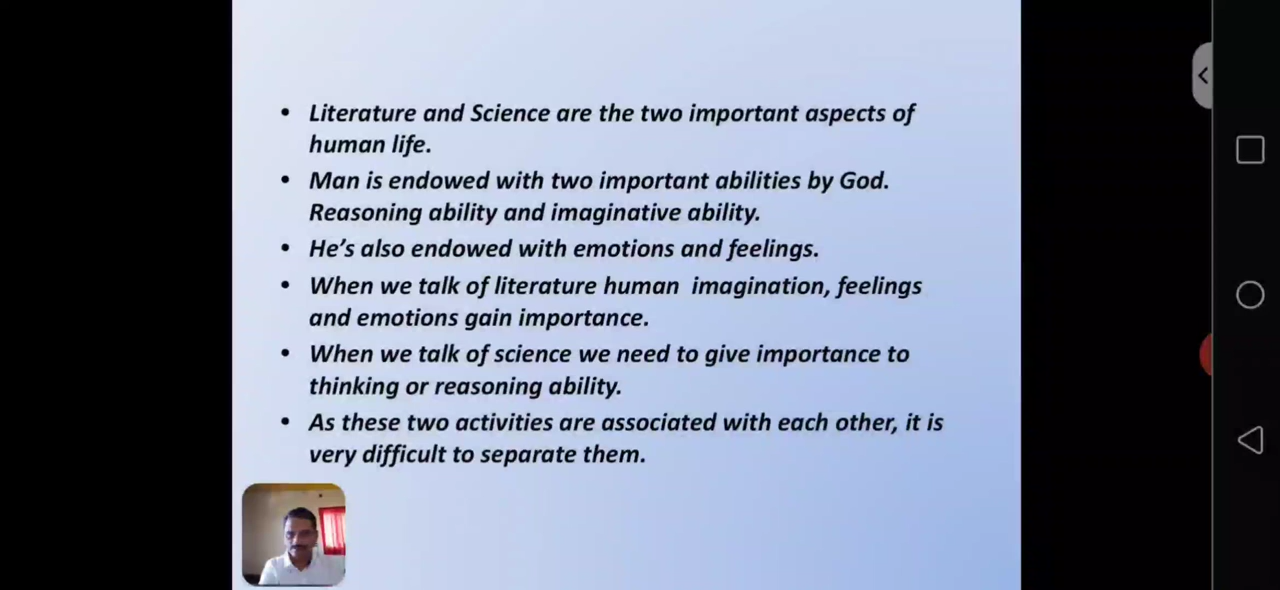 • Literature and Science are the two important aspects of
human life.
• Man is endowed with two important abilities by God.
Reasoning ability and imaginative ability.
• He’s also endowed with emotions and feelings.
• When we talk of literature human  imagination, feelings
and emotions gain importance.
• When we talk of science we need to give importance to
thinking or reasoning ability.
• As these two activities are associated with each other, it is
very difficult to separate them.